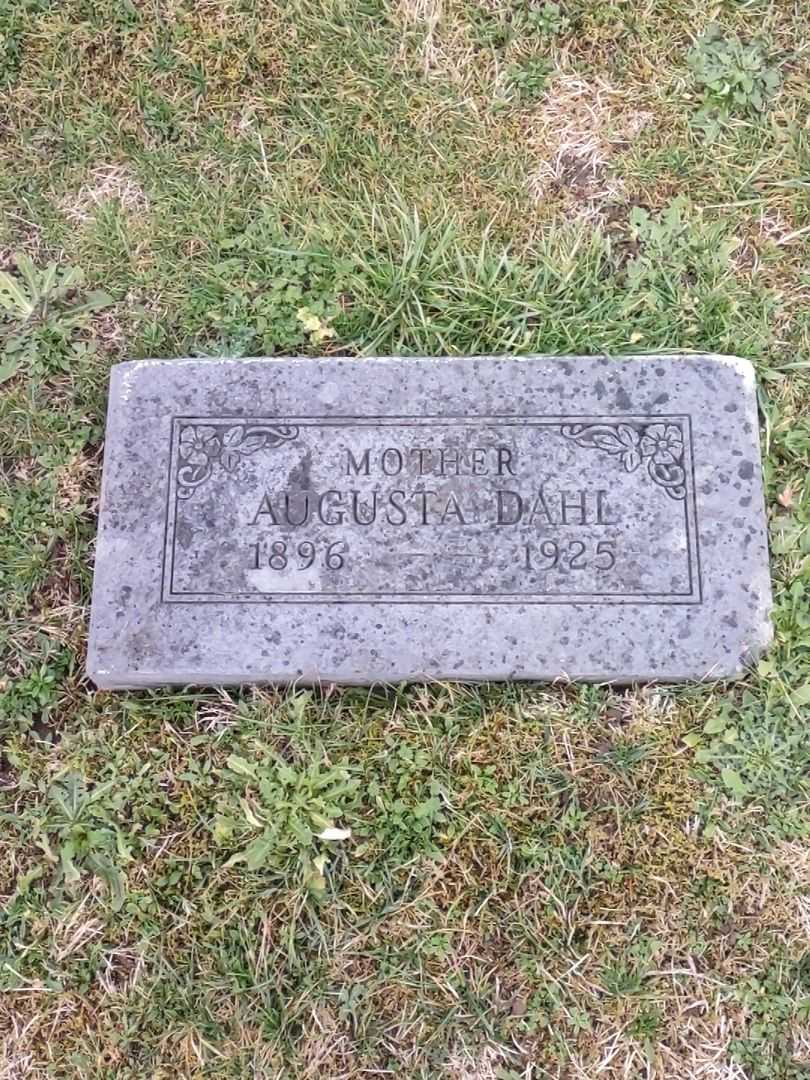 MOTHER
AUGUSTA DAHL
1896 — — 1925